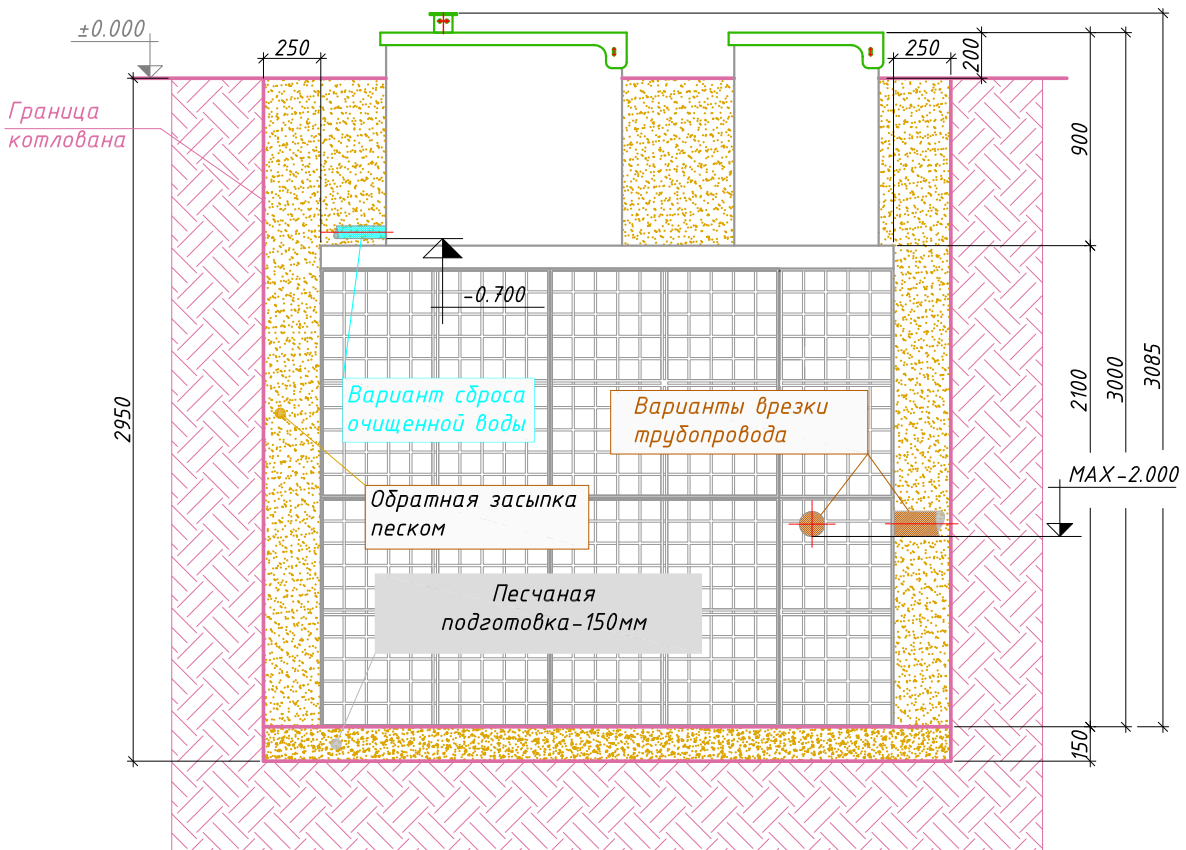 ±0.000
250
250
200
Граница
котлована
900
-0.700
2950
Вариант сброса
очищенной воды
Варианты врезки
трубопровода
2100
3000
3085
MAX-2.000
Обратная засыпка
песком
Песчаная
подготовка-150мм
150